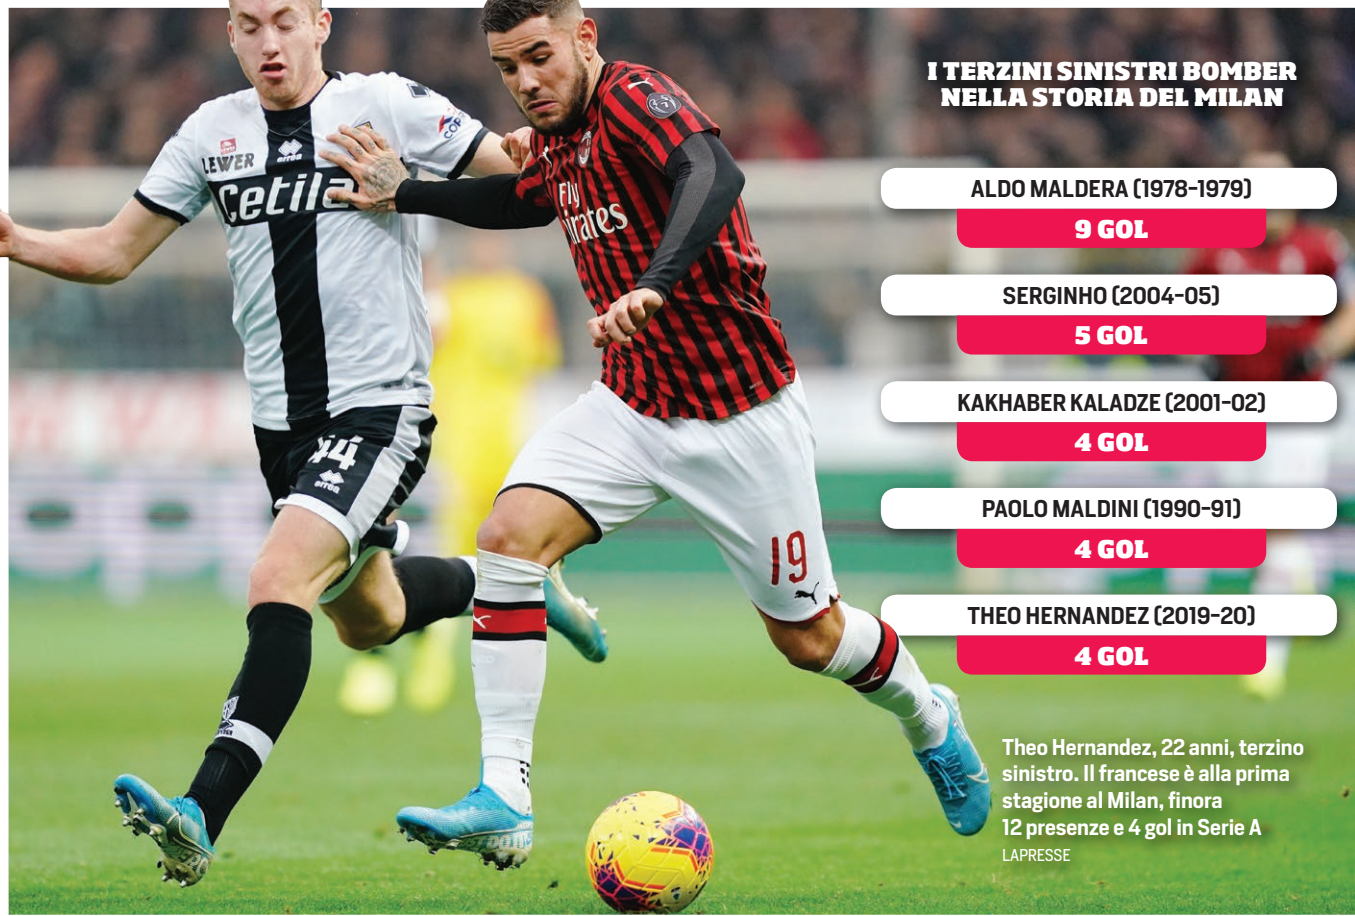 I TERZINI SINISTRI BOMBER
NELLA STORIA DEL MILAN
ALDO MALDERA (1978-1979)
9 GOL
SERGINHO (2004-05)
5 GOL
KAKHABER KALADZE (2001-02)
4 GOL
PAOLO MALDINI (1990-91)
4 GOL
THEO HERNANDEZ (2019-20)
4 GOL
Theo Hernandez, 22 anni, terzino
sinistro. Il francese è alla prima
stagione al Milan, finora
12 presenze e 4 gol in Serie A
LAPRESSE
LEWER
errea
Cetila
Fly
mirates
44
errea
19